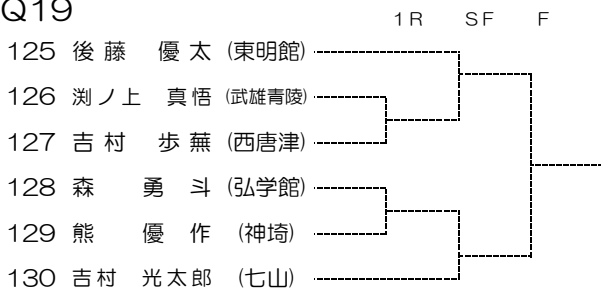 Q19
1R SF F
125 後藤 優太 (東明館)
126 渕ノ上 真悟 (武雄青陵)
127 吉村 歩蕪 (西唐津)
128 森 勇斗 (弘学館)
129 熊 優作 (神埼)
130 吉村 光太郎 (七山)